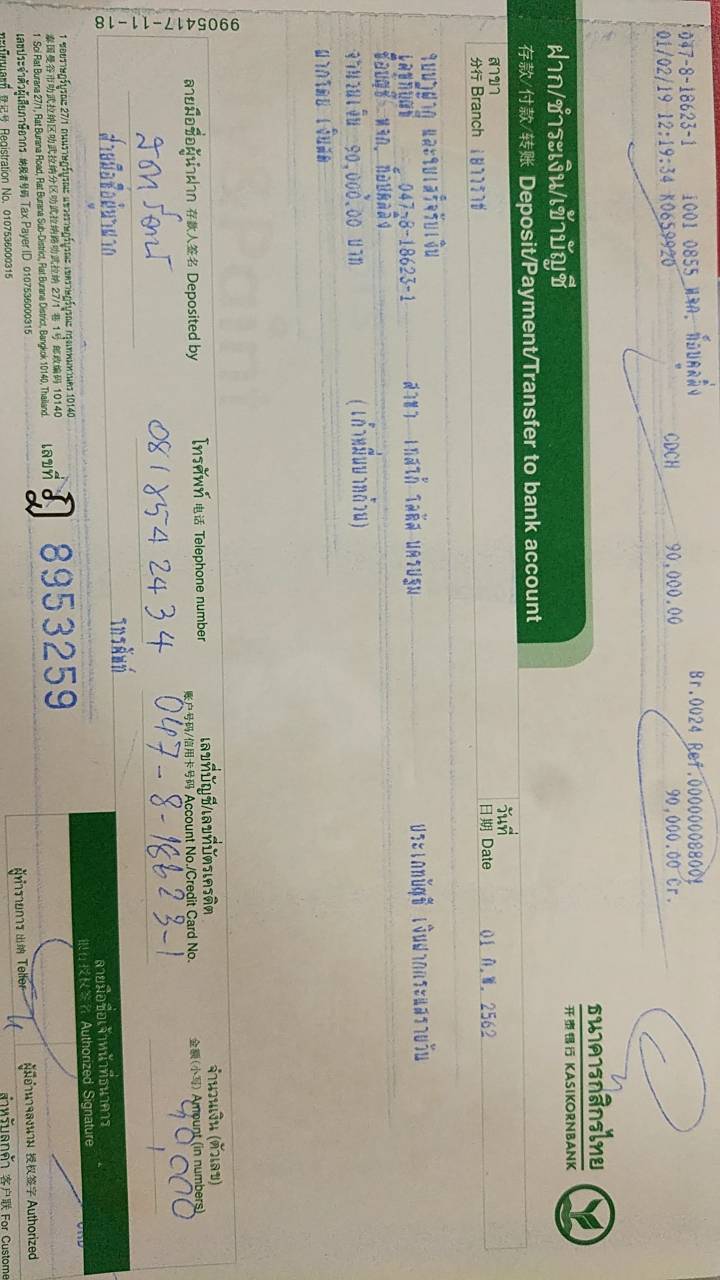 047-8-18623-1 1001 0855 หจก. ท๊อปคูลลิ่ง Br.0024 Ref.00000008800
01/02/19 12:19:34 K0659920 CDCH 90,000.00 90,000.00 Cr.
ธนาคารกสิกรไทย
开泰银行 KASIKORNBANK
ฝาก/ชำระเงิน/เข้าบัญชี
存款/付款/转账 Deposit/Payment/Transfer to bank account
สาขา
分行 Branch เยาวราช
วันที่
日期 Date 01 ก.พ. 2562
ใบนำฝาก และใบเสร็จรับเงิน
เลขที่บัญชี 047-8-18623-1 สาขา เทสโก้ โลตัส นครปฐม ประเภทบัญชี เงินฝากกระแสรายวัน
ชื่อบัญชี หจก. ท๊อปคูลลิ่ง
จำนวนเงิน 90,000.00 บาท (เก้าหมื่นบาทถ้วน)
ฝากโดย เงินสด
ลายมือชื่อผู้นำฝาก 存款人签名 Deposited by
โทรศัพท์ 电话 Telephone number
081 854 2434
เลขที่บัญชี/เลขที่บัตรเครดิต
账户号码/信用卡号码 Account No./Credit Card No.
047-8-18623-1
จำนวนเงิน (ตัวเลข)
金额(小写) Amount (in numbers)
90,000
ลายมือชื่อผู้นำฝาก โทรศัพท์
9905417-11-18
ลายมือชื่อเจ้าหน้าที่ธนาคาร
银行授权签名 Authorized Signature
1 ซอยราษฎร์บูรณะ 27/1 ถนนราษฎร์บูรณะ แขวงราษฎร์บูรณะ เขตราษฎร์บูรณะ กรุงเทพมหานคร 10140
泰国曼谷市叻武拉纳区叻武拉纳分区叻武拉纳路叻武拉纳 27/1 巷 1 号 邮政编码 10140
1 Soi Rat Burana 27/1, Rat Burana Road, Rat Burana Sub-District, Rat Burana District, Bangkok 10140, Thailand
เลขประจำตัวผู้เสียภาษีอากร 纳税者号码 Tax Payer ID 0107536000315
ทะเบียนเลขที่ 登记号 Registration No. 0107536000315
เลขที่ 8953259
ผู้ทำรายการ 出纳 Teller
ผู้มีอำนาจลงนาม 授权签字 Authorized
สำหรับลูกค้า 客户联 For Custome